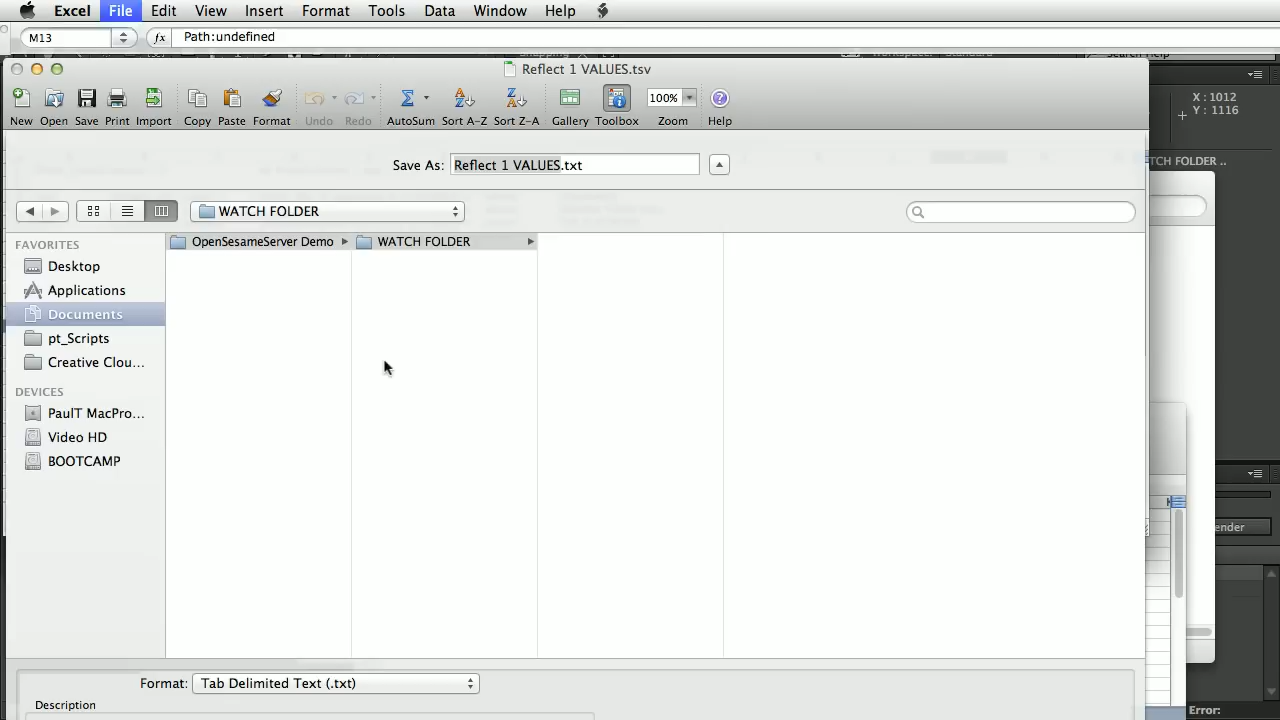 Excel File Edit View Insert Format Tools Data Window Help
M13 fx Path:undefined
Reflect 1 VALUES.tsv
New Open Save Print Import Copy Paste Format Undo Redo AutoSum Sort A-Z Sort Z-A Gallery Toolbox 100% Zoom Help
X : 1012
Y : 1116
Save As: Reflect 1 VALUES.txt
TCH FOLDER ..
WATCH FOLDER
FAVORITES
Desktop
Applications
Documents
pt_Scripts
Creative Clou...
DEVICES
PaulT MacPro...
Video HD
BOOTCAMP
OpenSesameServer Demo WATCH FOLDER
ender
Format: Tab Delimited Text (.txt)
Description
Error: